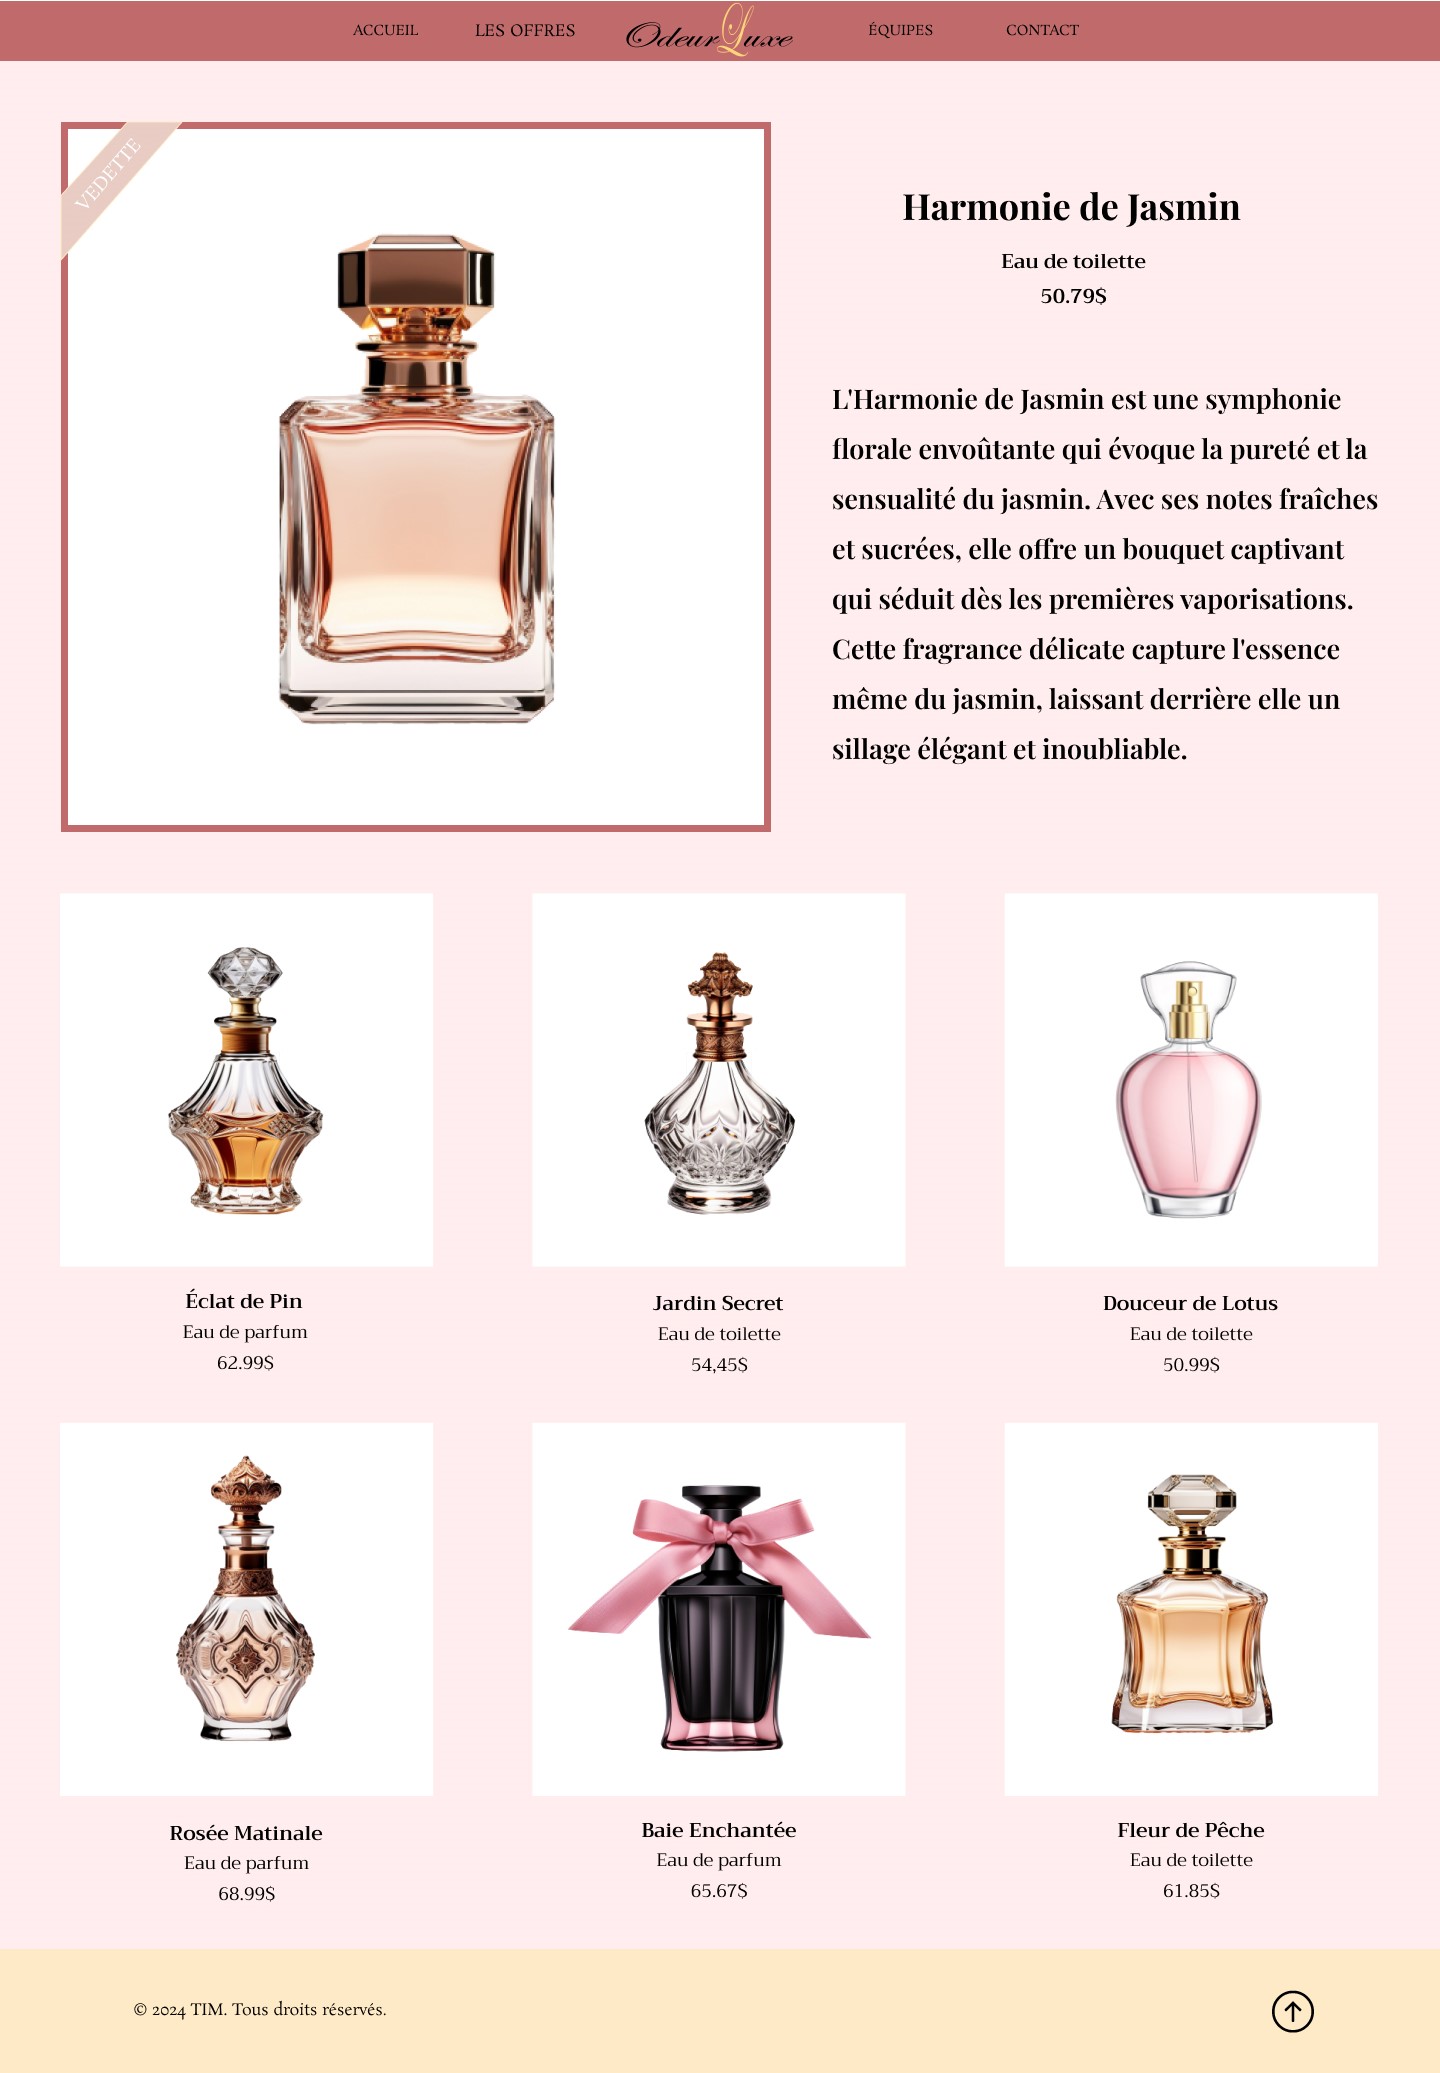 ACCUEIL LES OFFRES OdeurLuxe ÉQUIPES CONTACT
VEDETTE
Harmonie de Jasmin
Eau de toilette
50.79$
L'Harmonie de Jasmin est une symphonie
florale envoûtante qui évoque la pureté et la
sensualité du jasmin. Avec ses notes fraîches
et sucrées, elle offre un bouquet captivant
qui séduit dès les premières vaporisations.
Cette fragrance délicate capture l'essence
même du jasmin, laissant derrière elle un
sillage élégant et inoubliable.
Éclat de Pin
Eau de parfum
62.99$
Jardin Secret
Eau de toilette
54,45$
Douceur de Lotus
Eau de toilette
50.99$
Rosée Matinale
Eau de parfum
68.99$
Baie Enchantée
Eau de parfum
65.67$
Fleur de Pêche
Eau de toilette
61.85$
© 2024 TIM. Tous droits réservés.